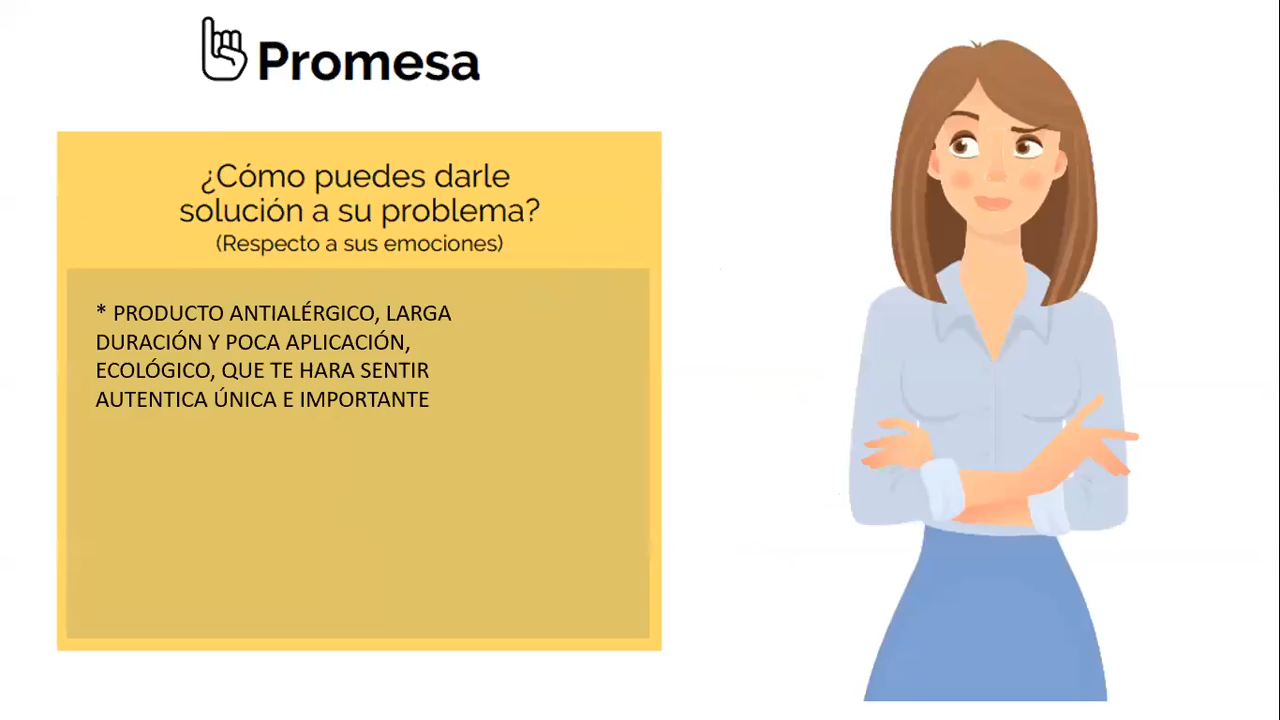 Promesa
¿Cómo puedes darle
solución a su problema?
(Respecto a sus emociones)
* PRODUCTO ANTIALÉRGICO, LARGA
DURACIÓN Y POCA APLICACIÓN,
ECOLÓGICO, QUE TE HARA SENTIR
AUTENTICA ÚNICA E IMPORTANTE